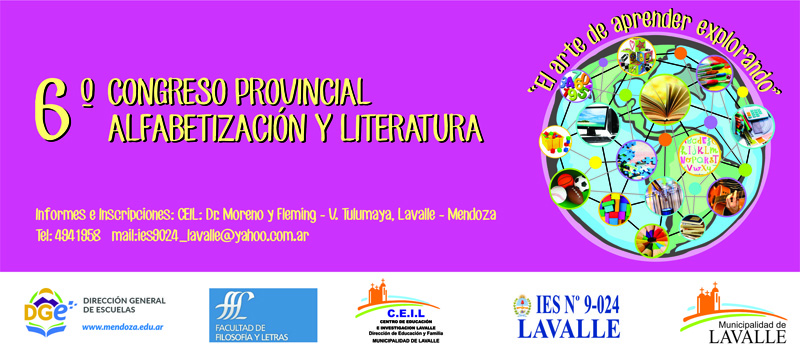 "El arte de aprender explorando"
6º CONGRESO PROVINCIAL
ALFABETIZACIÓN Y LITERATURA
Informes e Inscripciones: CEIL: Dr. Moreno y Fleming - V. Tulumaya, Lavalle - Mendoza
Tel: 4941958 mail:ies9024_lavalle@yahoo.com.ar
DGe
DIRECCIÓN GENERAL
DE ESCUELAS
www.mendoza.edu.ar
FACULTAD DE
FILOSOFÍA Y LETRAS
C.E.I.L
CENTRO DE EDUCACIÓN
E INVESTIGACIÓN LAVALLE
Dirección de Educación y Familia
MUNICIPALIDAD DE LAVALLE
IES Nº 9-024
LAVALLE
Municipalidad de
LAVALLE